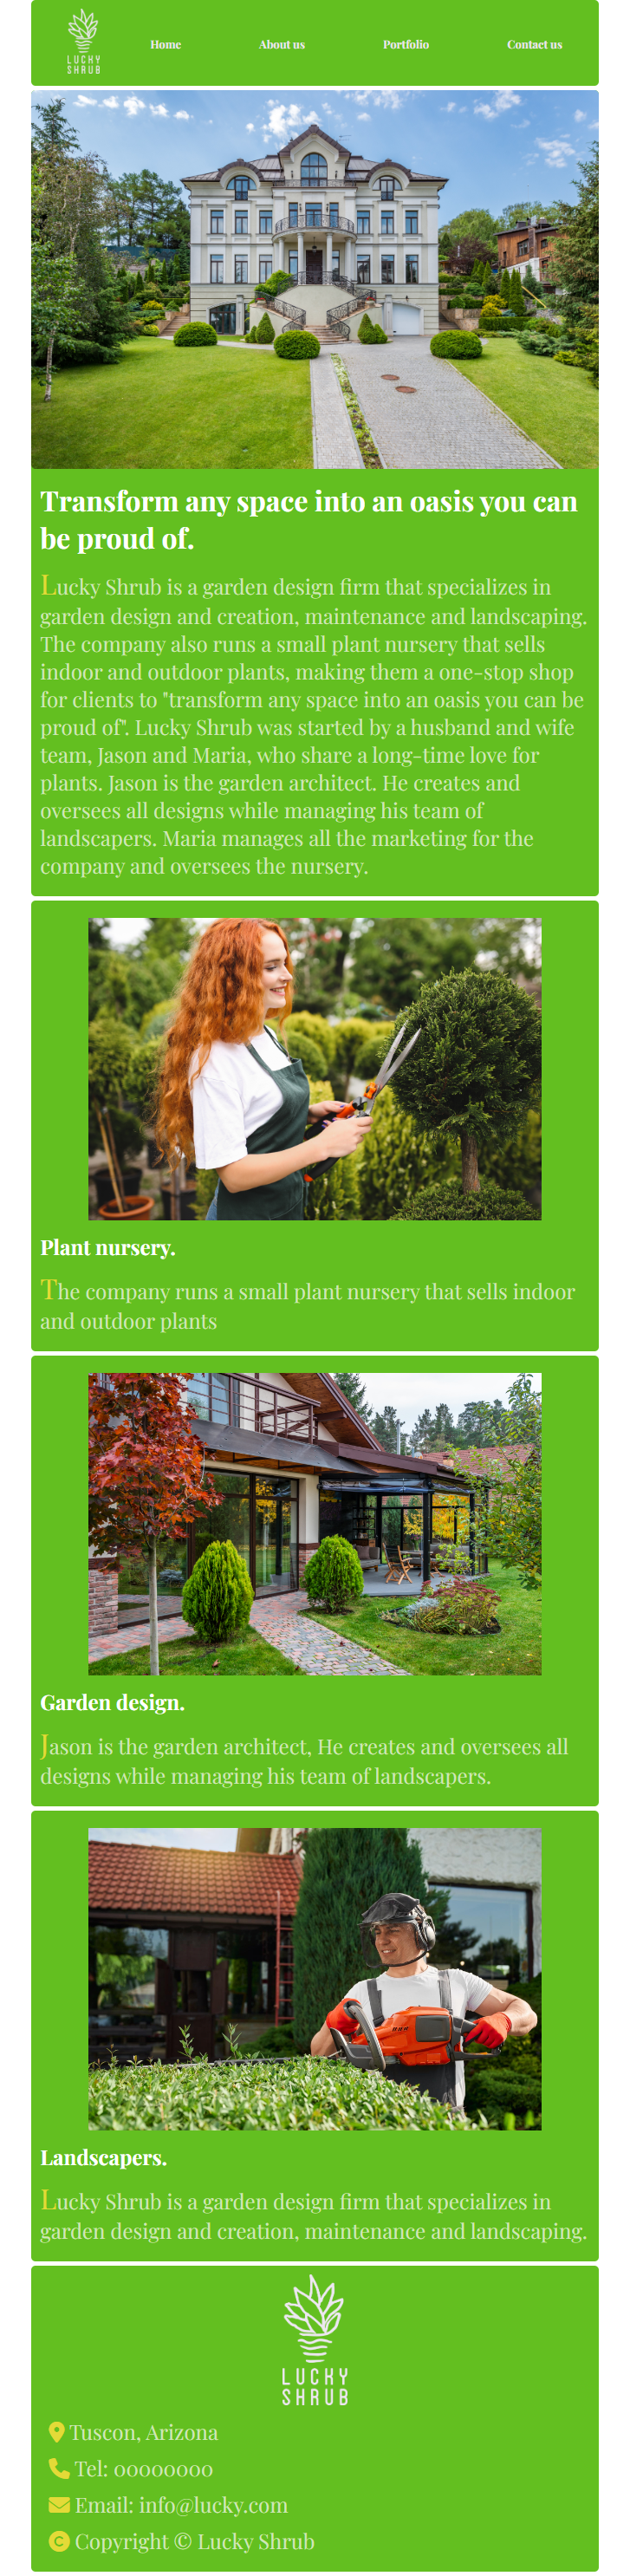 LUCKY
SHRUB
Home About us Portfolio Contact us
Transform any space into an oasis you can
be proud of.
Lucky Shrub is a garden design firm that specializes in
garden design and creation, maintenance and landscaping.
The company also runs a small plant nursery that sells
indoor and outdoor plants, making them a one-stop shop
for clients to "transform any space into an oasis you can be
proud of". Lucky Shrub was started by a husband and wife
team, Jason and Maria, who share a long-time love for
plants. Jason is the garden architect. He creates and
oversees all designs while managing his team of
landscapers. Maria manages all the marketing for the
company and oversees the nursery.
Plant nursery.
The company runs a small plant nursery that sells indoor
and outdoor plants
Garden design.
Jason is the garden architect, He creates and oversees all
designs while managing his team of landscapers.
Landscapers.
Lucky Shrub is a garden design firm that specializes in
garden design and creation, maintenance and landscaping.
LUCKY
SHRUB
Tuscon, Arizona
Tel: 00000000
Email: info@lucky.com
Copyright © Lucky Shrub